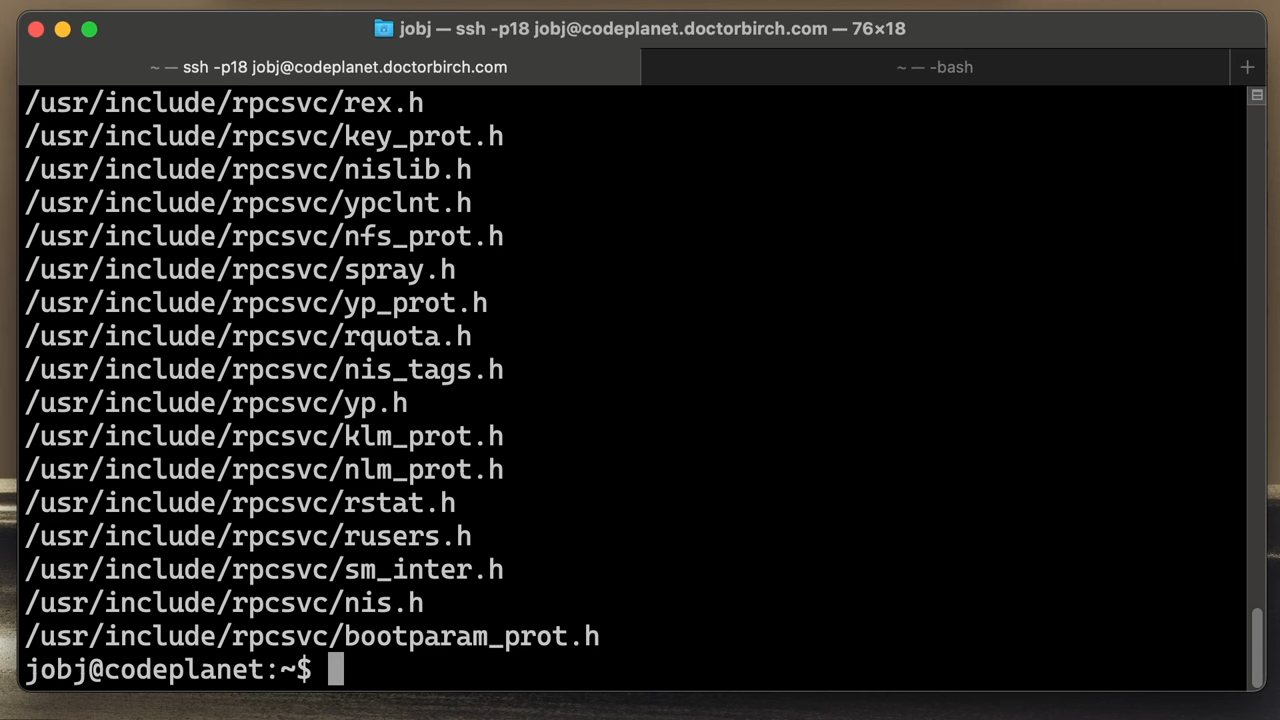 jobj — ssh -p18 jobj@codeplanet.doctorbirch.com — 76×18
~ — ssh -p18 jobj@codeplanet.doctorbirch.com
~ — -bash
/usr/include/rpcsvc/rex.h
/usr/include/rpcsvc/key_prot.h
/usr/include/rpcsvc/nislib.h
/usr/include/rpcsvc/ypclnt.h
/usr/include/rpcsvc/nfs_prot.h
/usr/include/rpcsvc/spray.h
/usr/include/rpcsvc/yp_prot.h
/usr/include/rpcsvc/rquota.h
/usr/include/rpcsvc/nis_tags.h
/usr/include/rpcsvc/yp.h
/usr/include/rpcsvc/klm_prot.h
/usr/include/rpcsvc/nlm_prot.h
/usr/include/rpcsvc/rstat.h
/usr/include/rpcsvc/rusers.h
/usr/include/rpcsvc/sm_inter.h
/usr/include/rpcsvc/nis.h
/usr/include/rpcsvc/bootparam_prot.h
jobj@codeplanet:~$